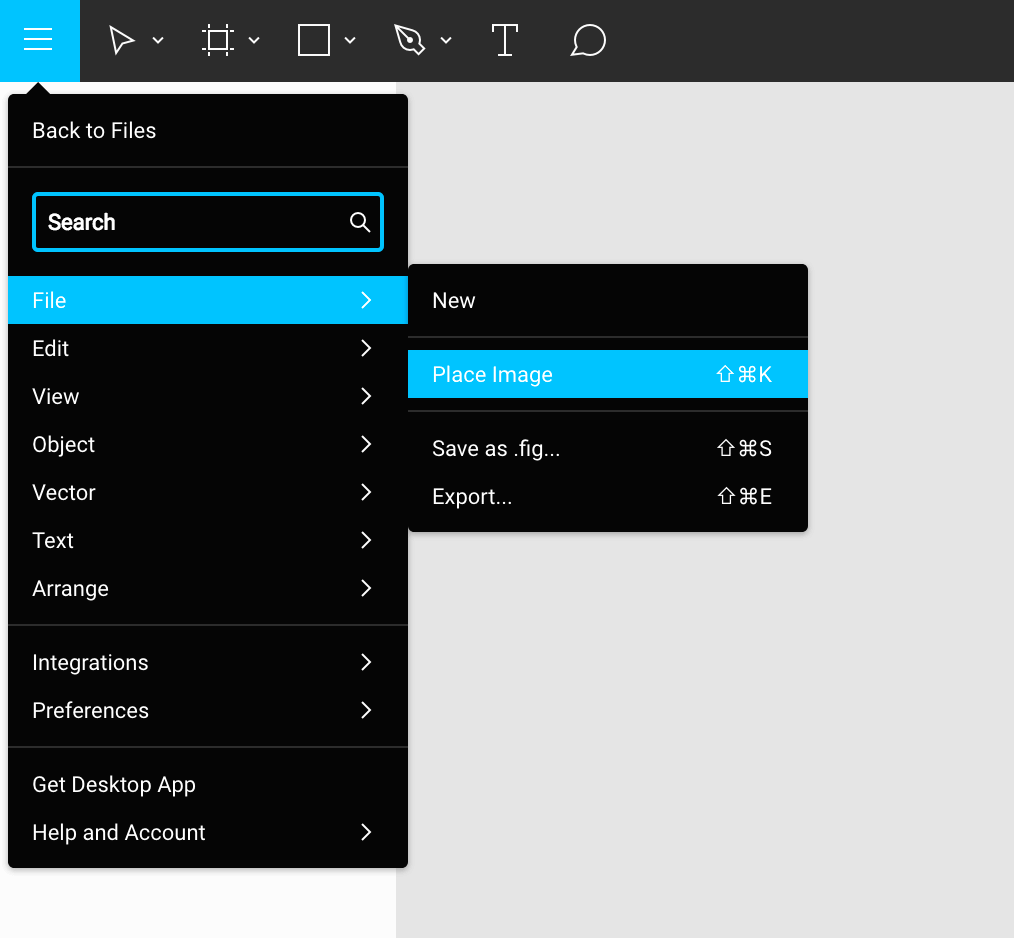 Back to Files
Search
File
Edit
View
Object
Vector
Text
Arrange
Integrations
Preferences
Get Desktop App
Help and Account
New
Place Image ⇧⌘K
Save as .fig... ⇧⌘S
Export... ⇧⌘E